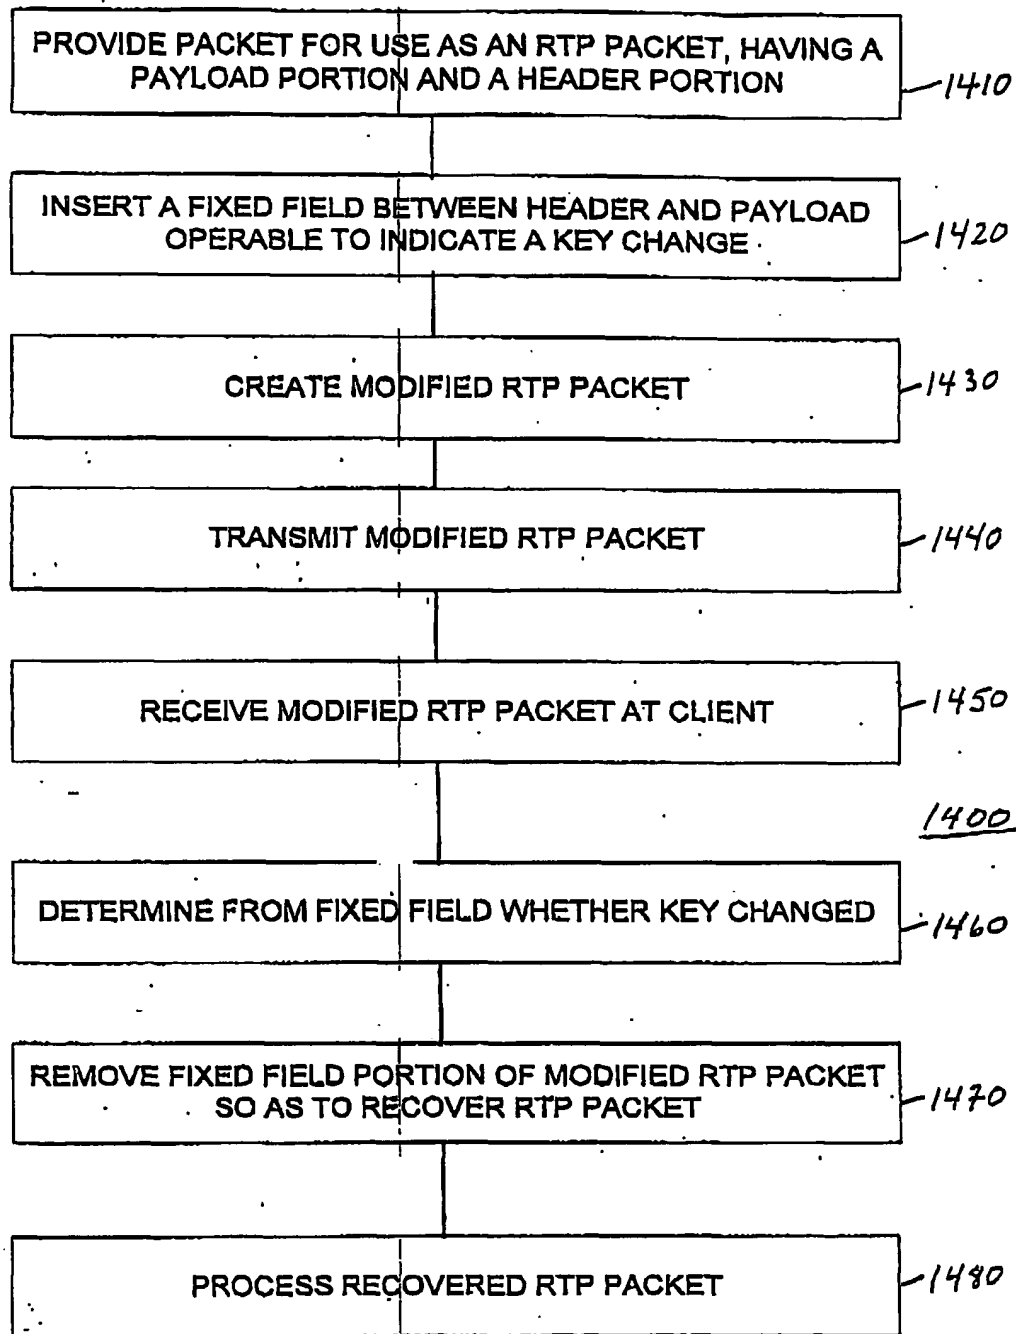 PROVIDE PACKET FOR USE AS AN RTP PACKET, HAVING A
PAYLOAD PORTION AND A HEADER PORTION
1410
INSERT A FIXED FIELD BETWEEN HEADER AND PAYLOAD
OPERABLE TO INDICATE A KEY CHANGE
1420
CREATE MODIFIED RTP PACKET
1430
TRANSMIT MODIFIED RTP PACKET
1440
RECEIVE MODIFIED RTP PACKET AT CLIENT
1450
1400
DETERMINE FROM FIXED FIELD WHETHER KEY CHANGED
1460
REMOVE FIXED FIELD PORTION OF MODIFIED RTP PACKET
SO AS TO RECOVER RTP PACKET
1470
PROCESS RECOVERED RTP PACKET
1480